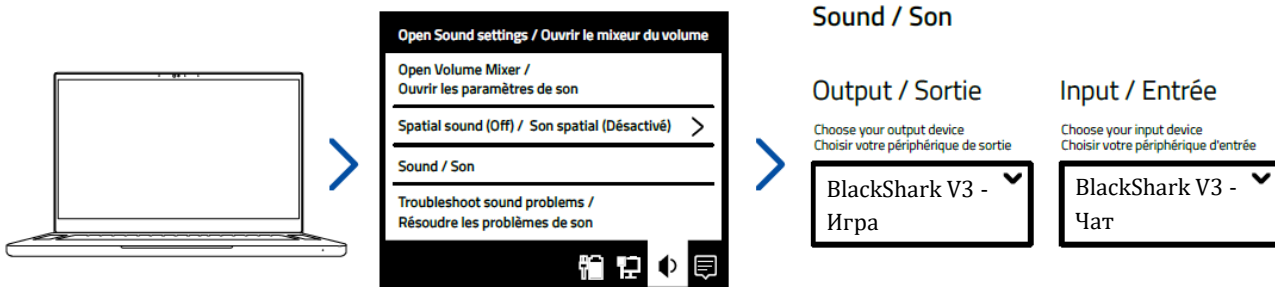 Open Sound settings / Ouvrir le mixeur du volume
Open Volume Mixer /
Ouvrir les paramètres de son
Spatial sound (Off) / Son spatial (Désactivé)
Sound / Son
Troubleshoot sound problems /
Résoudre les problèmes de son
Sound / Son
Output / Sortie
Choose your output device
Choisir votre périphérique de sortie
BlackShark V3 -
Игра
Input / Entrée
Choose your input device
Choisir votre périphérique d'entrée
BlackShark V3 -
Чат